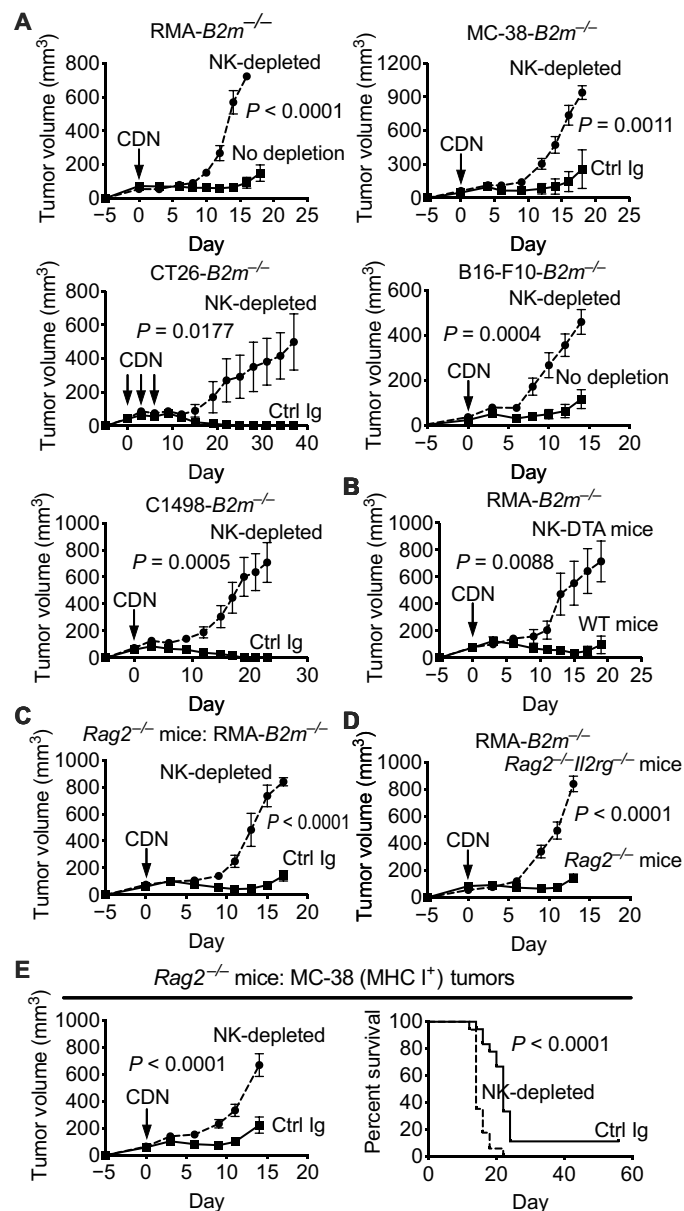 A
RMA-B2m−/−
Tumor volume (mm3)
800
600
400
200
0
NK-depleted
P < 0.0001
CDN
No depletion
−5 0 5 10 15 20 25
Day
MC-38-B2m−/−
Tumor volume (mm3)
1200
900
600
300
0
NK-depleted
P = 0.0011
CDN
Ctrl Ig
−5 0 5 10 15 20 25
Day
CT26-B2m−/−
Tumor volume (mm3)
800
600
400
200
0
NK-depleted
P = 0.0177
CDN
Ctrl Ig
0 10 20 30 40
Day
B16-F10-B2m−/−
Tumor volume (mm3)
600
400
200
0
NK-depleted
P = 0.0004
CDN
No depletion
−5 0 5 10 15 20
Day
C1498-B2m−/−
Tumor volume (mm3)
1000
800
600
400
200
0
NK-depleted
P = 0.0005
CDN
Ctrl Ig
0 10 20 30
Day
B
RMA-B2m−/−
Tumor volume (mm3)
1000
800
600
400
200
0
NK-DTA mice
P = 0.0088
CDN
WT mice
−5 0 5 10 15 20 25
Day
C
Rag2−/− mice: RMA-B2m−/−
Tumor volume (mm3)
1000
800
600
400
200
0
NK-depleted
P < 0.0001
CDN
Ctrl Ig
−5 0 5 10 15 20
Day
D
RMA-B2m−/−
Tumor volume (mm3)
1000
800
600
400
200
0
Rag2−/−Il2rg−/− mice
P < 0.0001
CDN
Rag2−/− mice
−5 0 5 10 15 20
Day
E
Rag2−/− mice: MC-38 (MHC I+) tumors
Tumor volume (mm3)
1000
800
600
400
200
0
NK-depleted
P < 0.0001
CDN
Ctrl Ig
−5 0 5 10 15 20
Day
Percent survival
100
80
60
40
20
0
P < 0.0001
NK-depleted
Ctrl Ig
0 20 40 60
Day